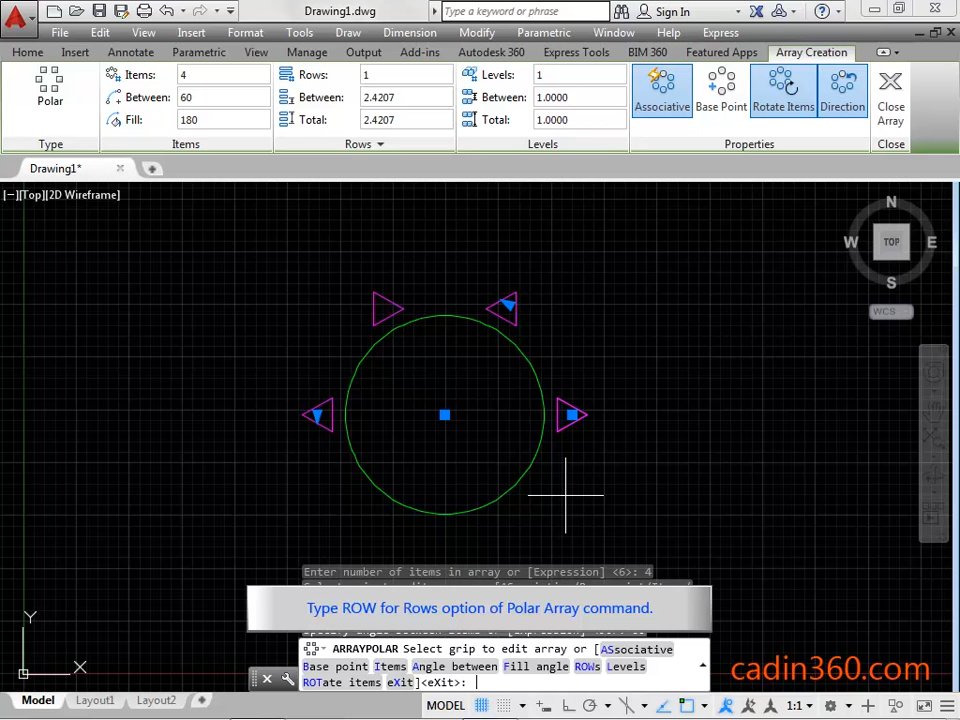 Drawing1.dwg
Type a keyword or phrase
Sign In
File Edit View Insert Format Tools Draw Dimension Modify Parametric Window Help Express
Home Insert Annotate Parametric View Manage Output Add-ins Autodesk 360 Express Tools BIM 360 Featured Apps Array Creation
Items: 4 Rows: 1 Levels: 1
Between: 60 Between: 2.4207 Between: 1.0000
Fill: 180 Total: 2.4207 Total: 1.0000
Polar
Associative Base Point Rotate Items Direction Close
Array
Type Items Rows Levels Properties Close
Drawing1*
[−][Top][2D Wireframe]
N
W TOP E
S
WCS
Y
X
Enter number of items in array or [Expression] <6>: 4
Type ROW for Rows option of Polar Array command.
ARRAYPOLAR Select grip to edit array or [ASsociative
Base point Items Angle between Fill angle ROWs Levels
ROTate items eXit]<eXit>:
cadin360.com
Model Layout1 Layout2 MODEL 1:1